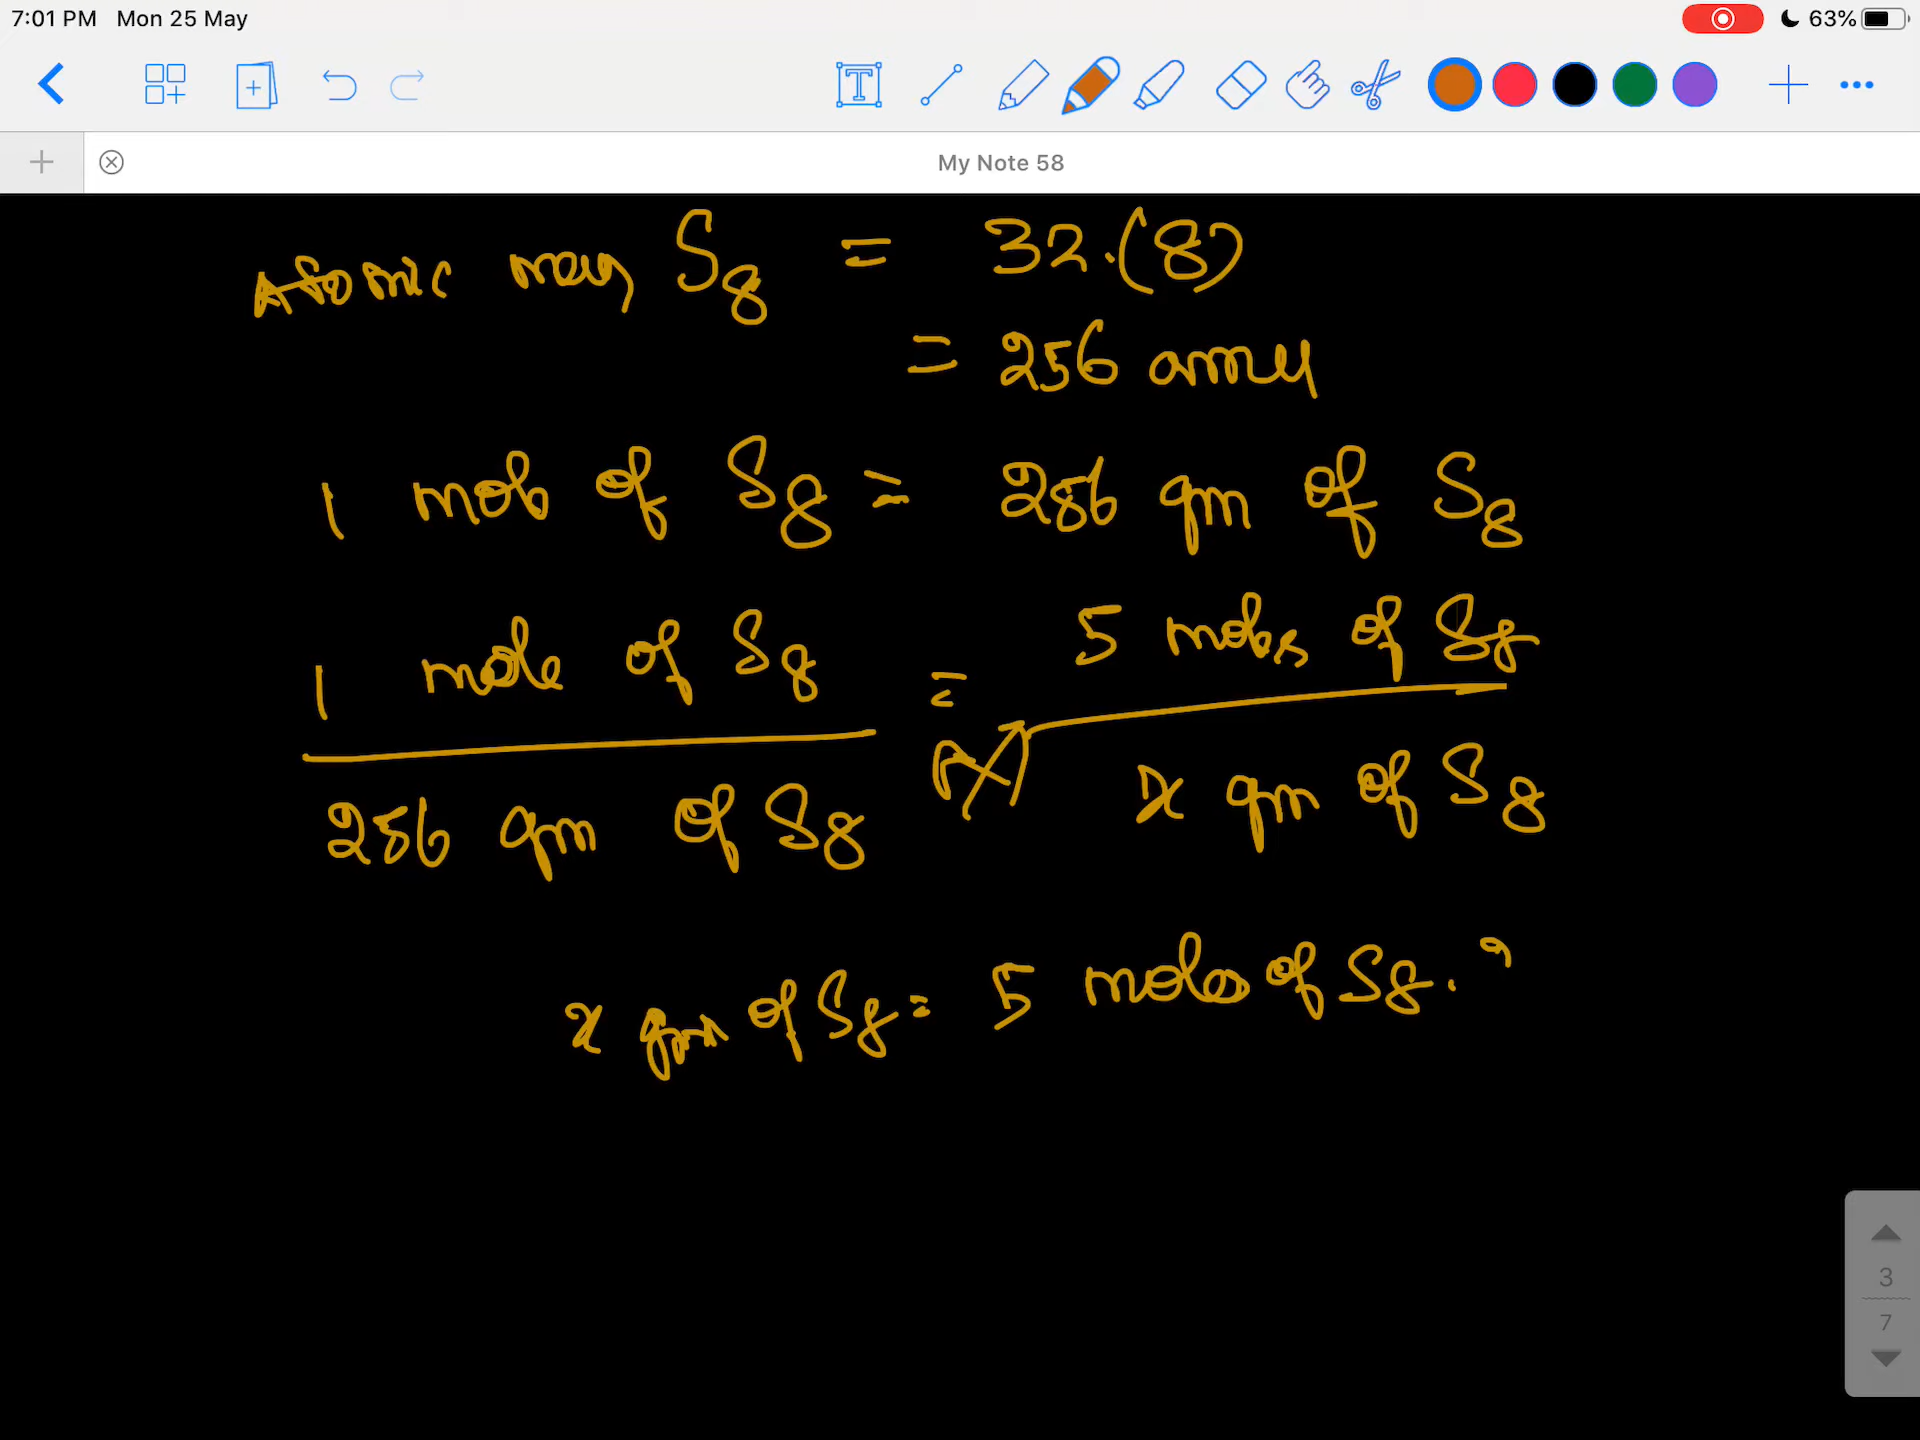 7:01 PM Mon 25 May
63%
T
My Note 58
Atomic mass S8 = 32.(8)
= 256 amu
1 mole of S8 = 256 gm of S8
1 mole of S8 = 5 moles of S8
256 gm of S8 x gm of S8
x gm of S8 = 5 moles of S8.
3
7